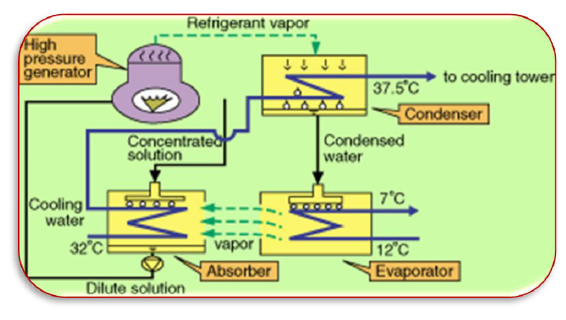 Refrigerant vapor
High
pressure
generator
37.5°C
to cooling tower
Condenser
Concentrated
solution
Condensed
water
Cooling
water
7°C
32°C
vapor
12°C
Absorber
Evaporator
Dilute solution